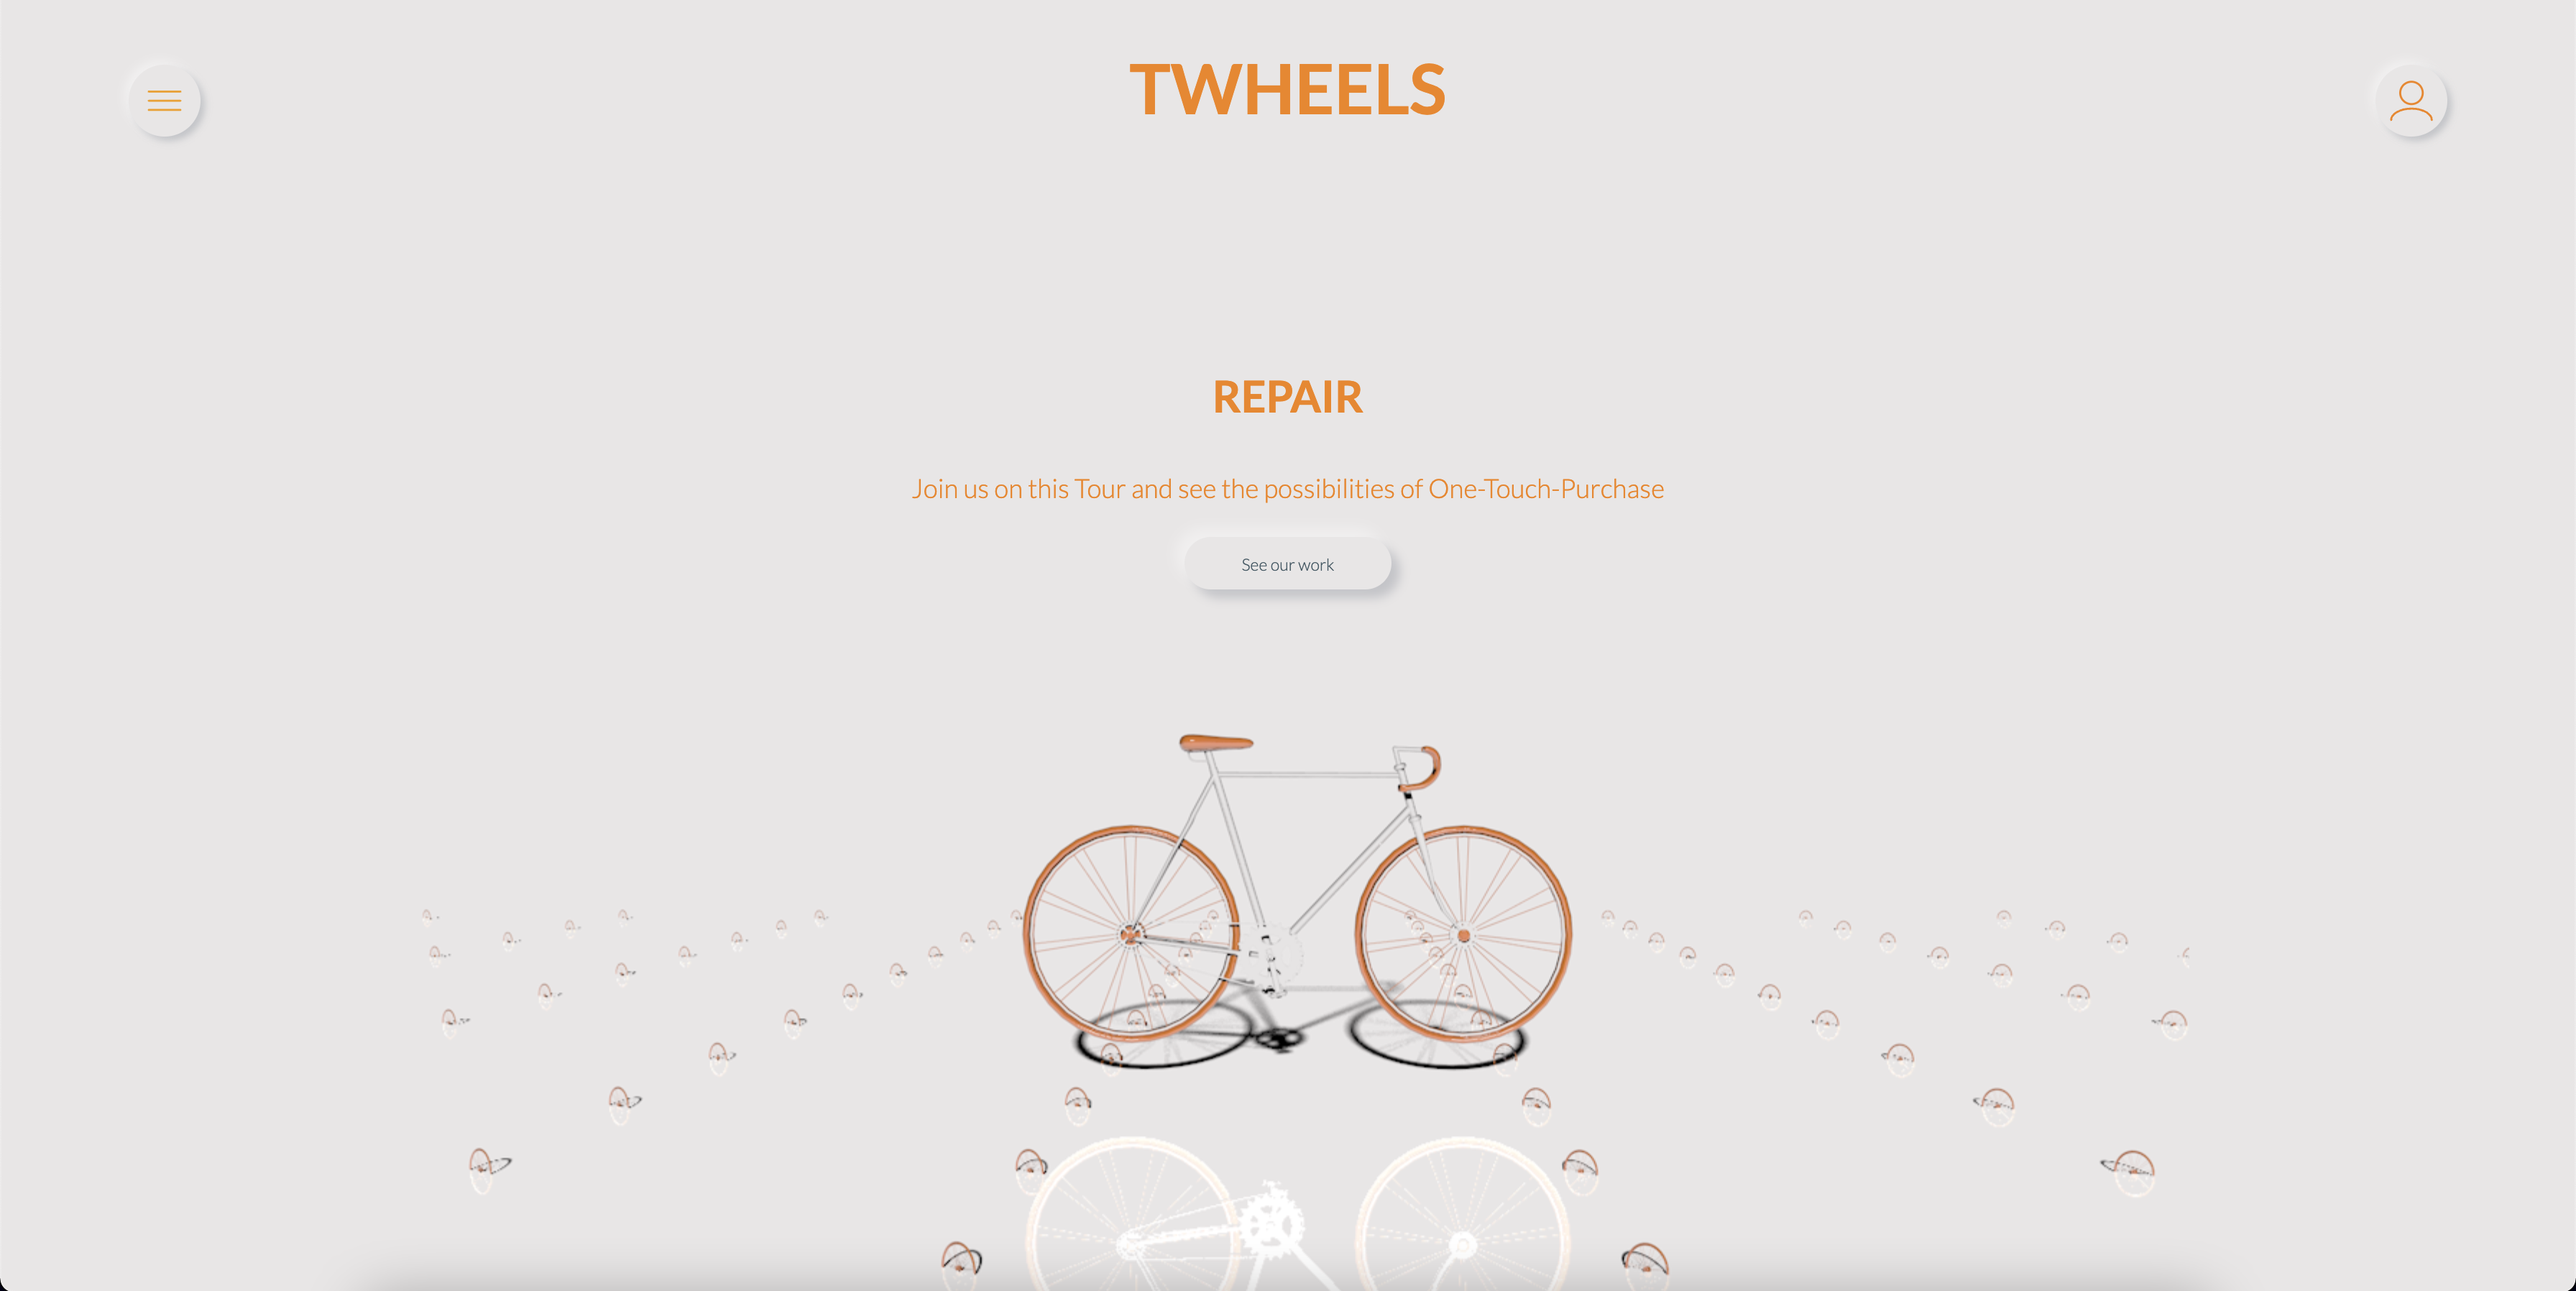 TWHEELS
REPAIR
Join us on this Tour and see the possibilities of One-Touch-Purchase
See our work